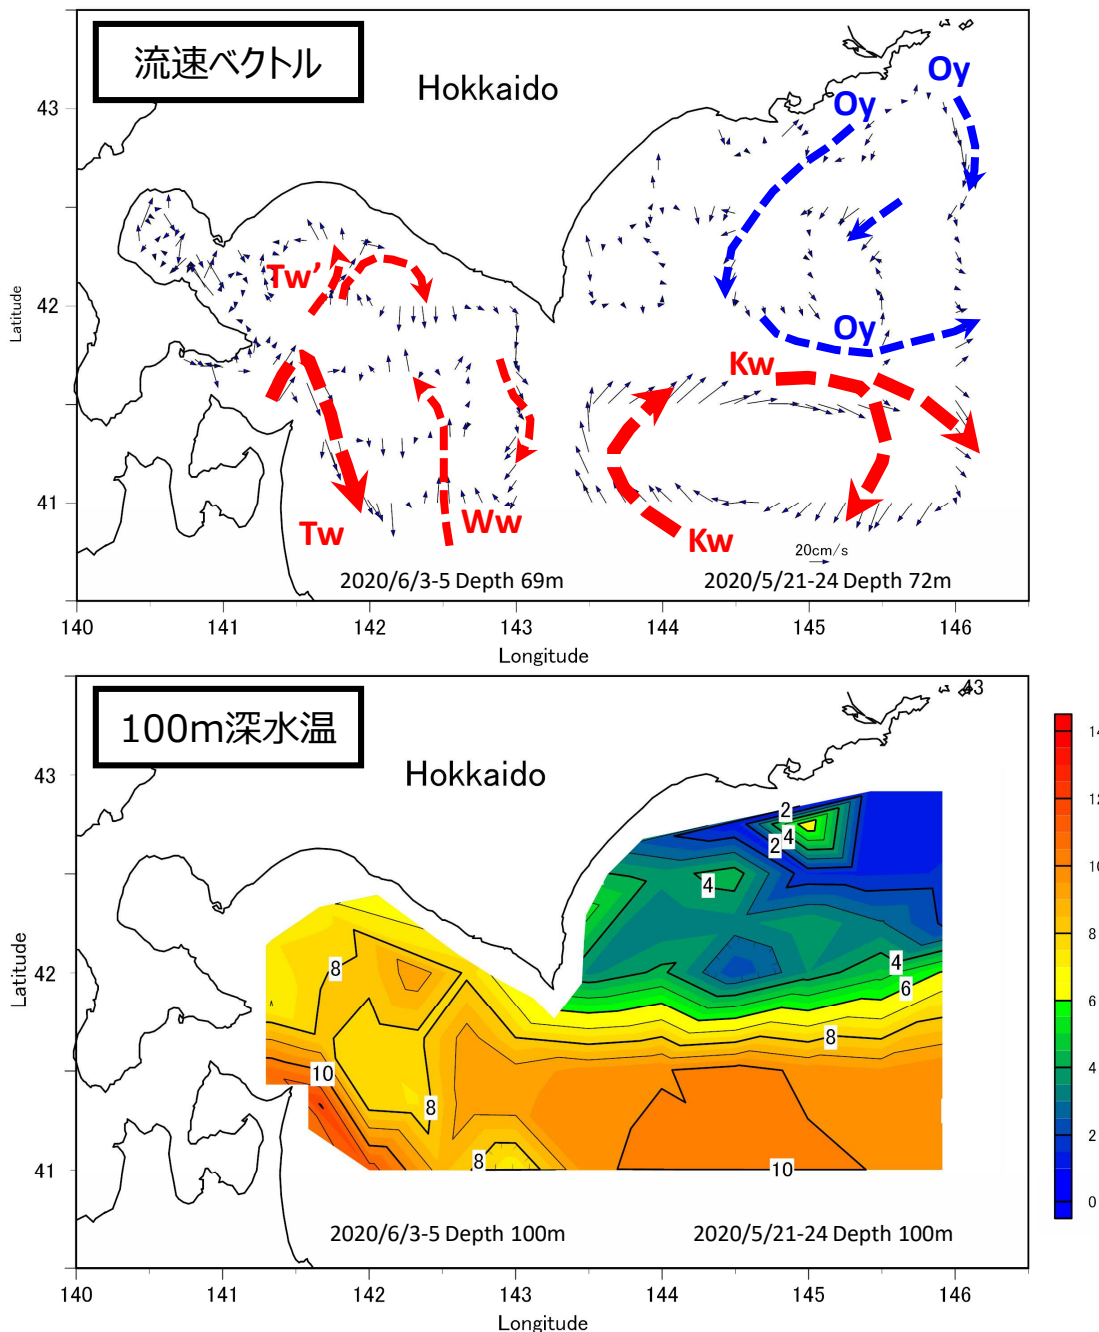 流速ベクトル
Hokkaido
Oy
Oy
43
Latitude
Tw'
42
Oy
Kw
41
Tw
Ww
Kw
20cm/s
2020/6/3-5 Depth 69m
2020/5/21-24 Depth 72m
140 141 142 143 144 145 146
Longitude
100m深水温
43
Hokkaido
43
2
4
2
4
Latitude
42
8
4
6
8
10
8
8
10
41
2020/6/3-5 Depth 100m
2020/5/21-24 Depth 100m
140 141 142 143 144 145 146
Longitude
14
12
10
8
6
4
2
0